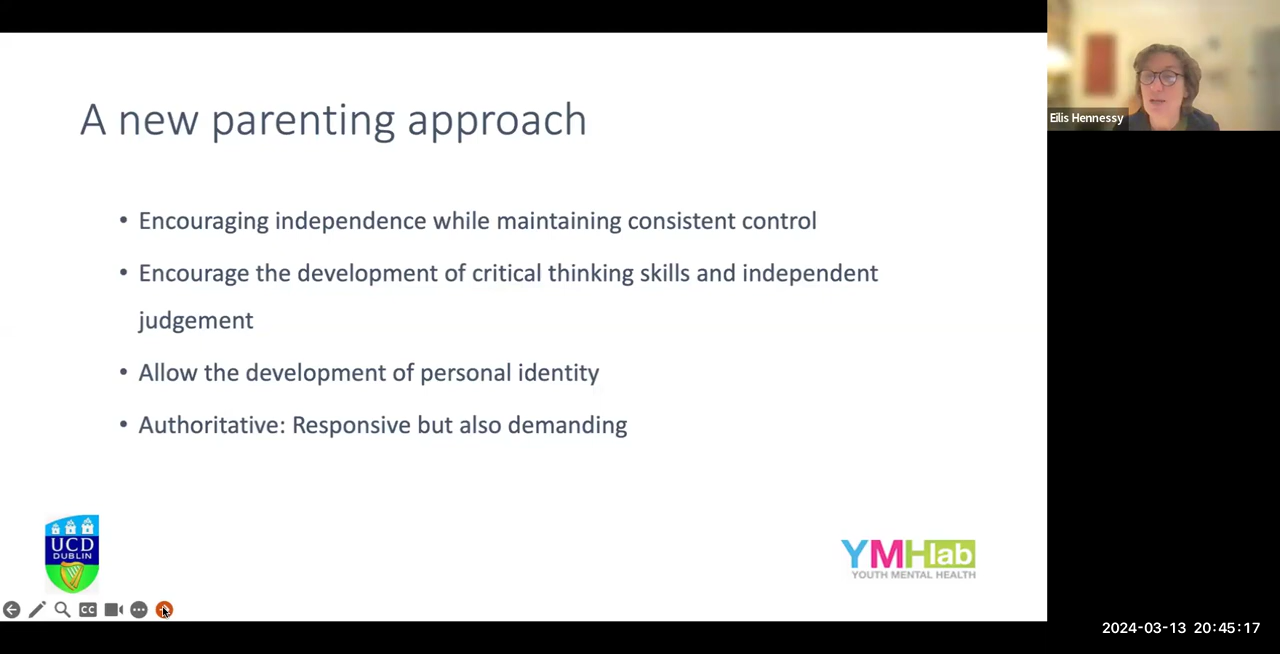 A new parenting approach
Eilis Hennessy
• Encouraging independence while maintaining consistent control
• Encourage the development of critical thinking skills and independent
judgement
• Allow the development of personal identity
• Authoritative: Responsive but also demanding
UCD
DUBLIN
YMHlab
YOUTH MENTAL HEALTH
CC
2024-03-13 20:45:17